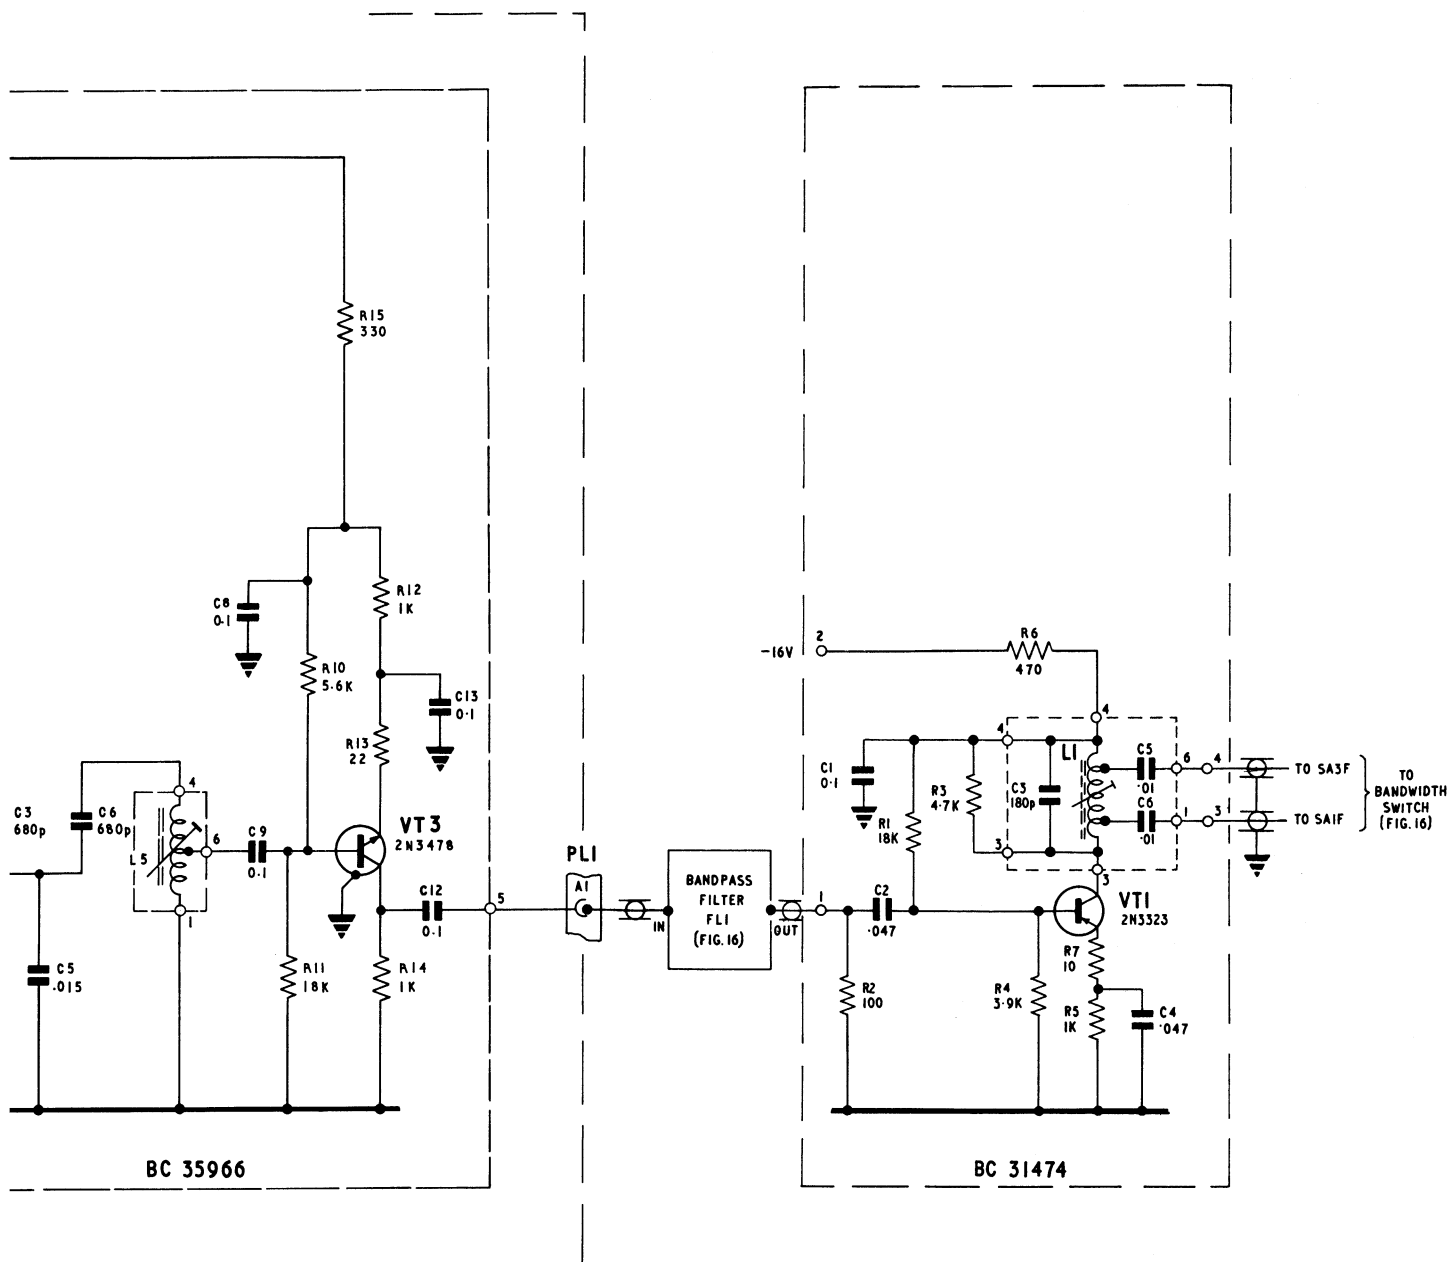 R15
330
R12
1K
C8
0·1
R10
5·6K
C13
0·1
R13
22
C3
680p
C6
680p
4
L5
6
1
C9
0·1
VT3
2N3478
C12
0·1
5
C5
.015
R11
18K
R14
1K
BC 35966
PL1
A1
IN
BANDPASS
FILTER
FL1
(FIG.16)
OUT
-16V
2
R6
470
4
4
C1
0·1
R3
4·7K
R1
18K
C3
180p
L1
C5
·01
C6
·01
6
4
1
3
TO SA3F
TO SA1F
TO
BANDWIDTH
SWITCH
(FIG.16)
3
3
1
C2
·047
VT1
2N3323
R2
100
R4
3·9K
R7
10
R5
1K
C4
·047
BC 31474